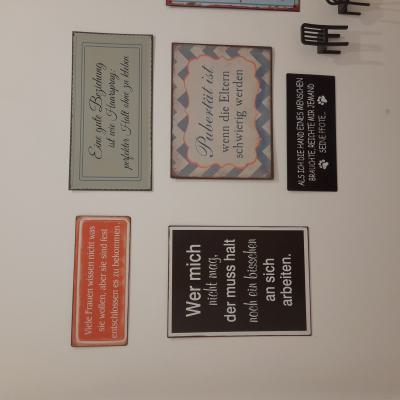 Eine gute Beziehung
ist wie Haarspray:
perfekter Halt ohne zu kleben
Pubertät ist
wenn die Eltern
schwierig werden
ALS ICH DIE HAND EINES MENSCHEN
BRAUCHTE, REICHTE MIR JEMAND
SEINE PFOTE...
Viele Frauen wissen nicht was
sie wollen, aber sie sind fest
entschlossen es zu bekommen.
Wer mich
nicht mag,
der muss halt
noch ein bisschen
an sich
arbeiten.